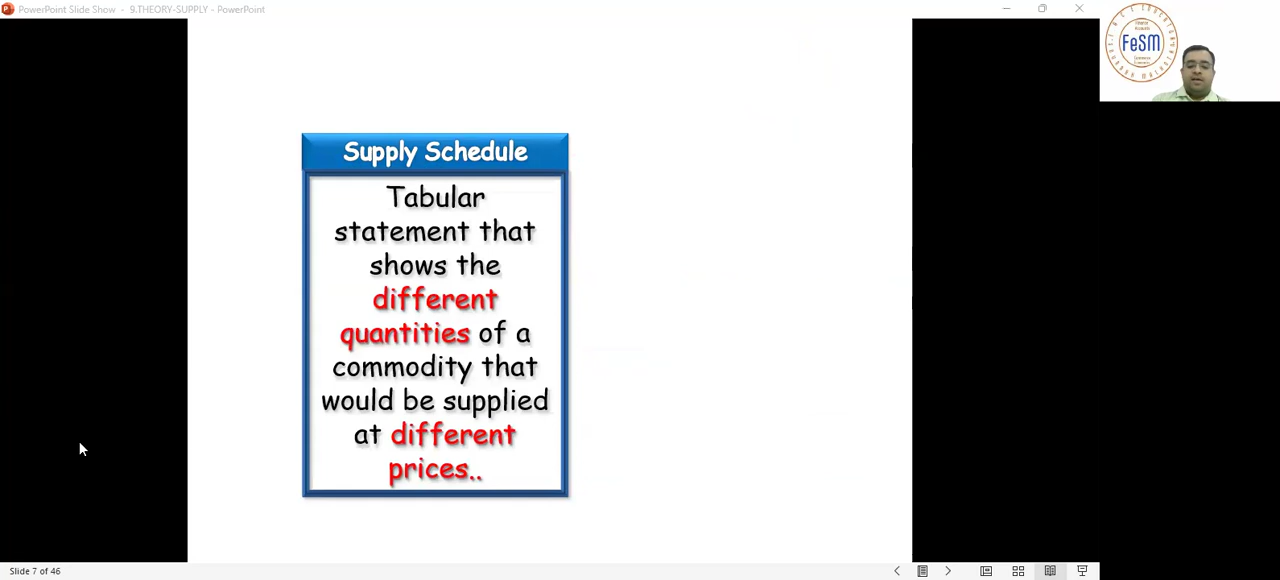 PowerPoint Slide Show - 9.THEORY-SUPPLY - PowerPoint
FeSM
Supply Schedule
Tabular
statement that
shows the
different
quantities of a
commodity that
would be supplied
at different
prices..
Slide 7 of 46